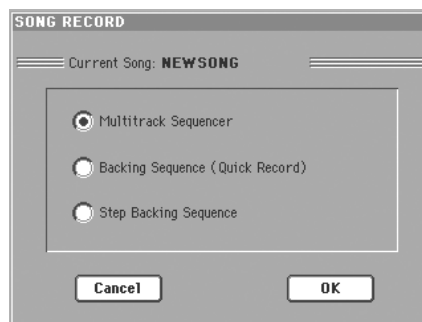 SONG RECORD
Current Song: NEWSONG
Multitrack Sequencer
Backing Sequence (Quick Record)
Step Backing Sequence
Cancel OK